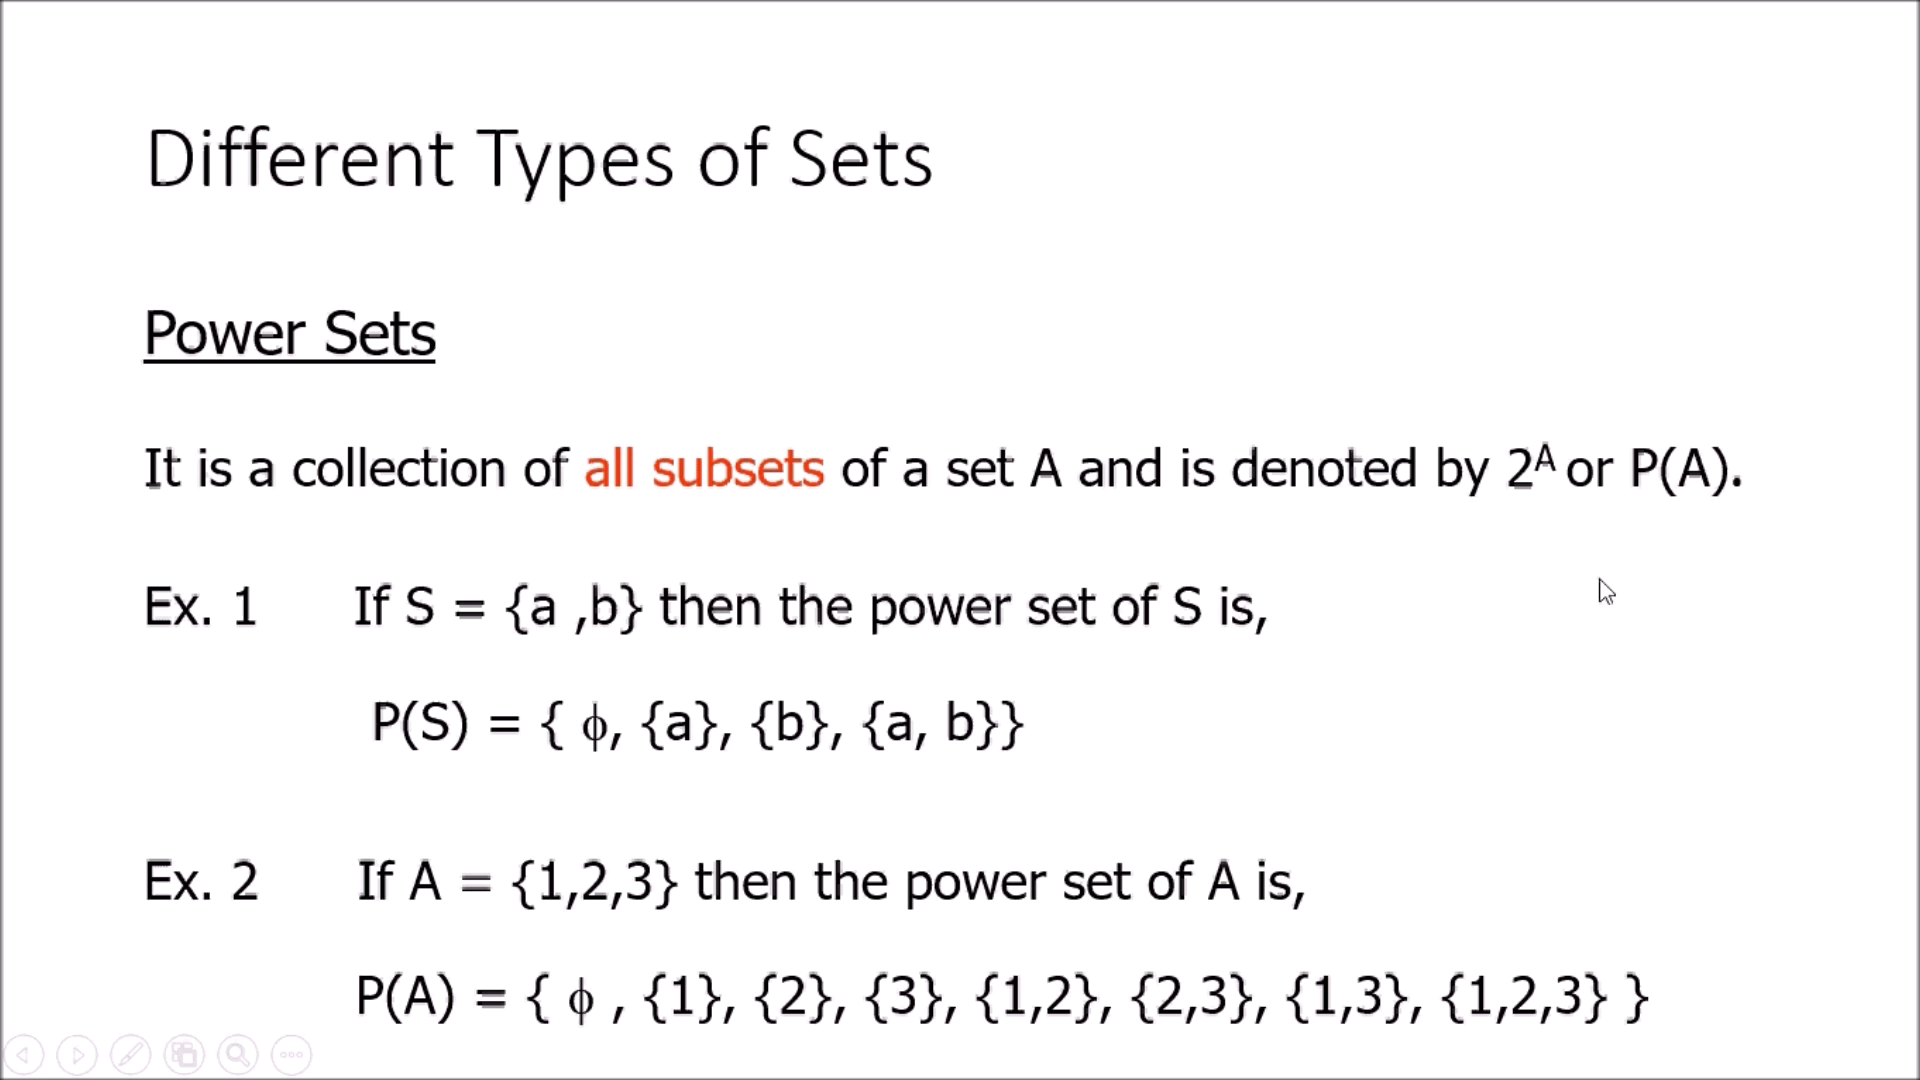 Different Types of Sets
Power Sets
It is a collection of all subsets of a set A and is denoted by 2ᴬ or P(A).
Ex. 1 If S = {a ,b} then the power set of S is,
P(S) = { ϕ, {a}, {b}, {a, b}}
Ex. 2 If A = {1,2,3} then the power set of A is,
P(A) = { ϕ , {1}, {2}, {3}, {1,2}, {2,3}, {1,3}, {1,2,3} }